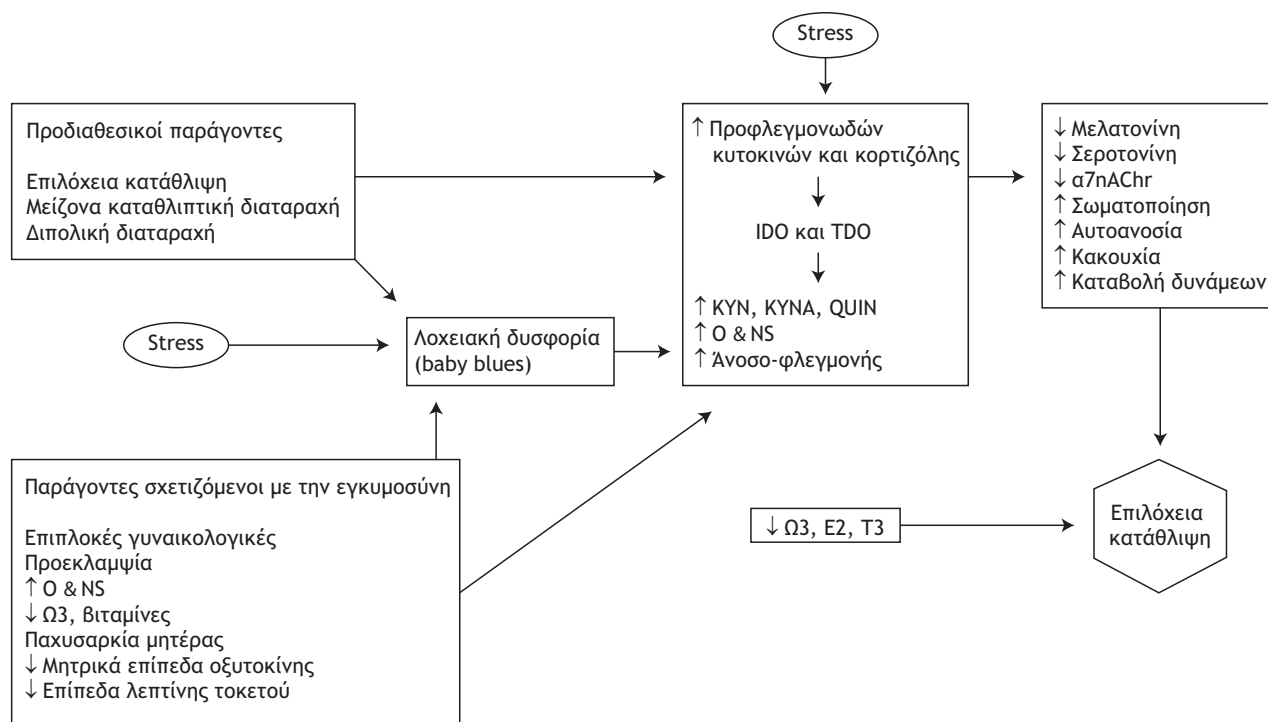 Stress
Προδιαθεσικοί παράγοντες
Επιλόχεια κατάθλιψη
Μείζονα καταθλιπτική διαταραχή
Διπολική διαταραχή
↑ Προφλεγμονωδών
κυτοκινών και κορτιζόλης
IDO και TDO
↑ KYN, KYNA, QUIN
↑ O & NS
↑ Άνοσο-φλεγμονής
↓ Μελατονίνη
↓ Σεροτονίνη
↓ α7nAChr
↑ Σωματοποίηση
↑ Αυτοανοσία
↑ Κακουχία
↑ Καταβολή δυνάμεων
Stress
Λοχειακή δυσφορία
(baby blues)
Παράγοντες σχετιζόμενοι με την εγκυμοσύνη
Επιπλοκές γυναικολογικές
Προεκλαμψία
↑ O & NS
↓ Ω3, βιταμίνες
Παχυσαρκία μητέρας
↓ Μητρικά επίπεδα οξυτοκίνης
↓ Επίπεδα λεπτίνης τοκετού
↓ Ω3, E2, T3
Επιλόχεια
κατάθλιψη